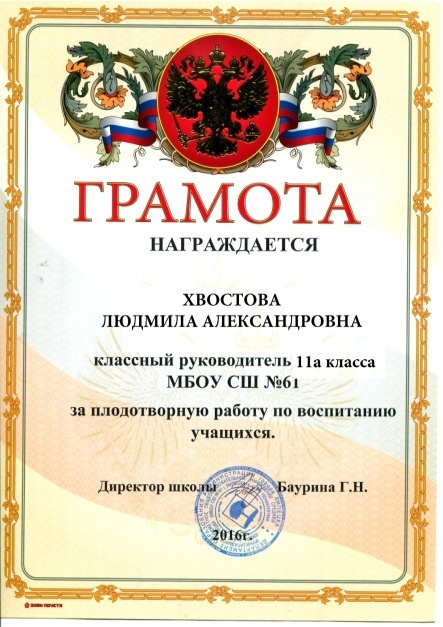 ГРАМОТА
НАГРАЖДАЕТСЯ
ХВОСТОВА
ЛЮДМИЛА АЛЕКСАНДРОВНА
классный руководитель 11а класса
МБОУ СШ №61
за плодотворную работу по воспитанию
учащихся.
Директор школы Баурина Г.Н.
2016г.